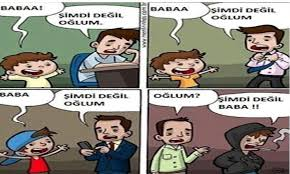 BABAA!
ŞİMDİ DEĞİL
OĞLUM.
BABAA
ŞİMDİ DEĞİL
OĞLUM.
BABA
ŞİMDİ DEĞİL
OĞLUM
OĞLUM?
ŞİMDİ DEĞİL
BABA !!